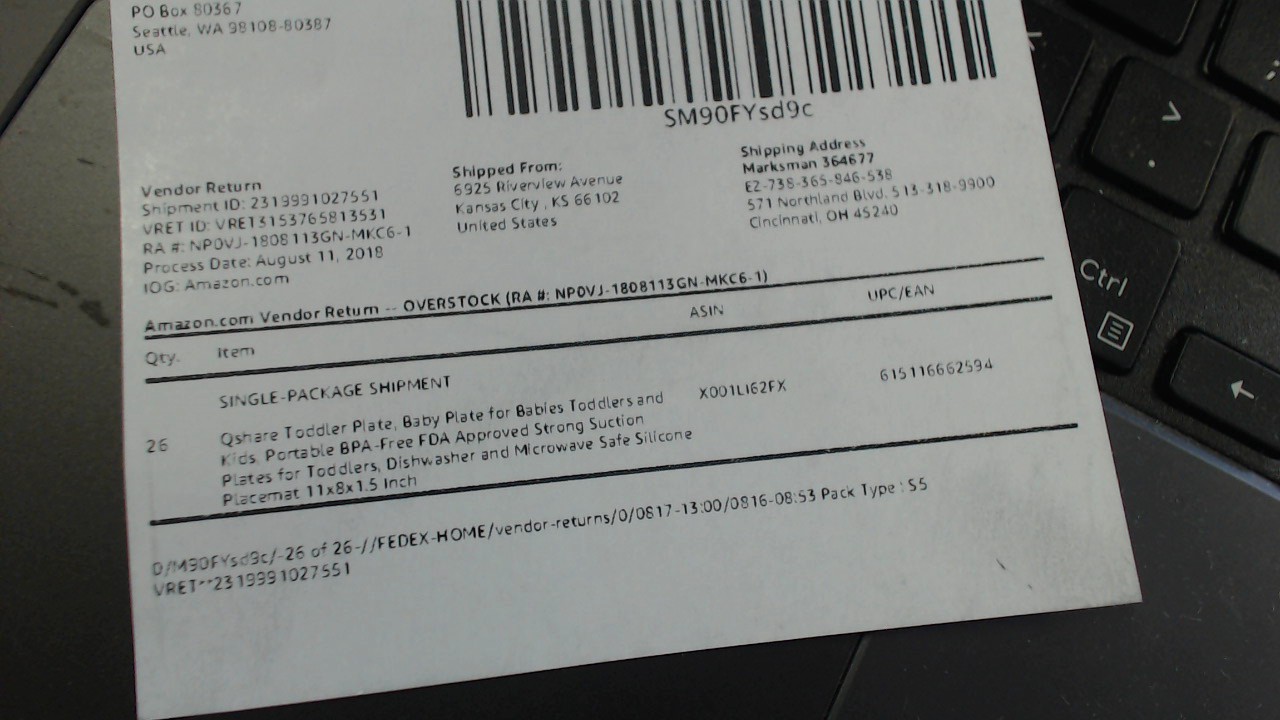 PO Box 80367
Seattle, WA 98108-80387
USA
SM90FYsd9c
Vendor Return
Shipment ID: 2319991027551
VRET ID: VRET3153765813531
RA #: NP0VJ-1808113GN-MKC6-1
Process Date: August 11, 2018
IOG: Amazon.com
Shipped From:
6925 Riverview Avenue
Kansas City , KS 66102
United States
Shipping Address
Marksman 364677
EZ-738-365-846-538
571 Northland Blvd. 513-318-9900
Cincinnati, OH 45240
Amazon.com Vendor Return -- OVERSTOCK (RA #: NP0VJ-1808113GN-MKC6-1)
Qty. Item ASIN UPC/EAN
SINGLE-PACKAGE SHIPMENT
26 Qshare Toddler Plate, Baby Plate for Babies Toddlers and X001LI62FX 615116662594
Kids, Portable BPA-Free FDA Approved Strong Suction
Plates for Toddlers, Dishwasher and Microwave Safe Silicone
Placemat 11x8x1.5 Inch
D/M90FYsd9c/-26 of 26-//FEDEX-HOME/vendor-returns/0/0817-13:00/0816-08:53 Pack Type : S5
VRET**2319991027551
>
.
Ctrl
←